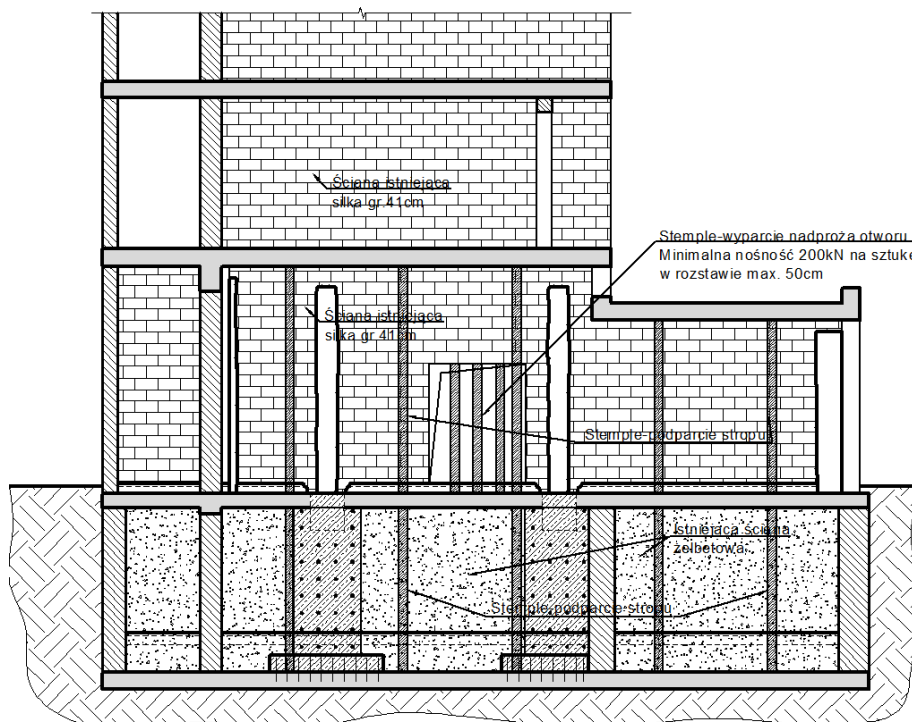 Ściana istniejąca
silka gr.41cm
Stemple-wyparcie nadproża otworu
Minimalna nośność 200kN na sztukę
w rozstawie max. 50cm
Ściana istniejąca
silka gr.41cm
Stemple-podparcie stropu
Istniejąca ściana
żelbetowa
Stemple-podparcie stropu